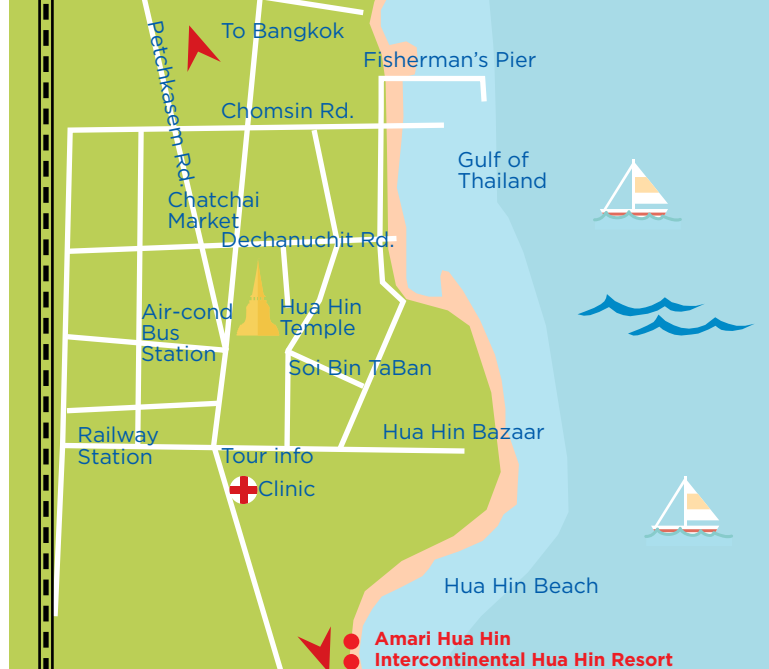 To Bangkok
Petchkasem Rd.
Fisherman's Pier
Chomsin Rd.
Gulf of
Thailand
Chatchai
Market
Dechanuchit Rd.
Air-cond
Bus
Station
Hua Hin
Temple
Soi Bin TaBan
Hua Hin Bazaar
Railway
Station
Tour info
Clinic
Hua Hin Beach
Amari Hua Hin
Intercontinental Hua Hin Resort